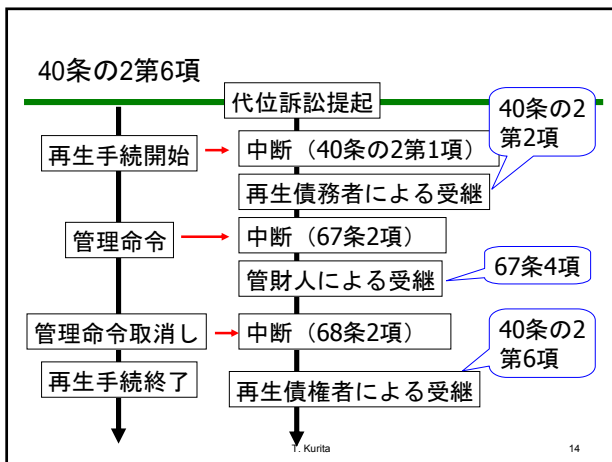 40条の2第6項
代位訴訟提起
40条の2
第2項
再生手続開始
中断（40条の2第1項）
再生債務者による受継
管理命令
中断（67条2項）
管財人による受継
67条4項
管理命令取消し
中断（68条2項）
40条の2
第6項
再生手続終了
再生債権者による受継
T. Kurita
14